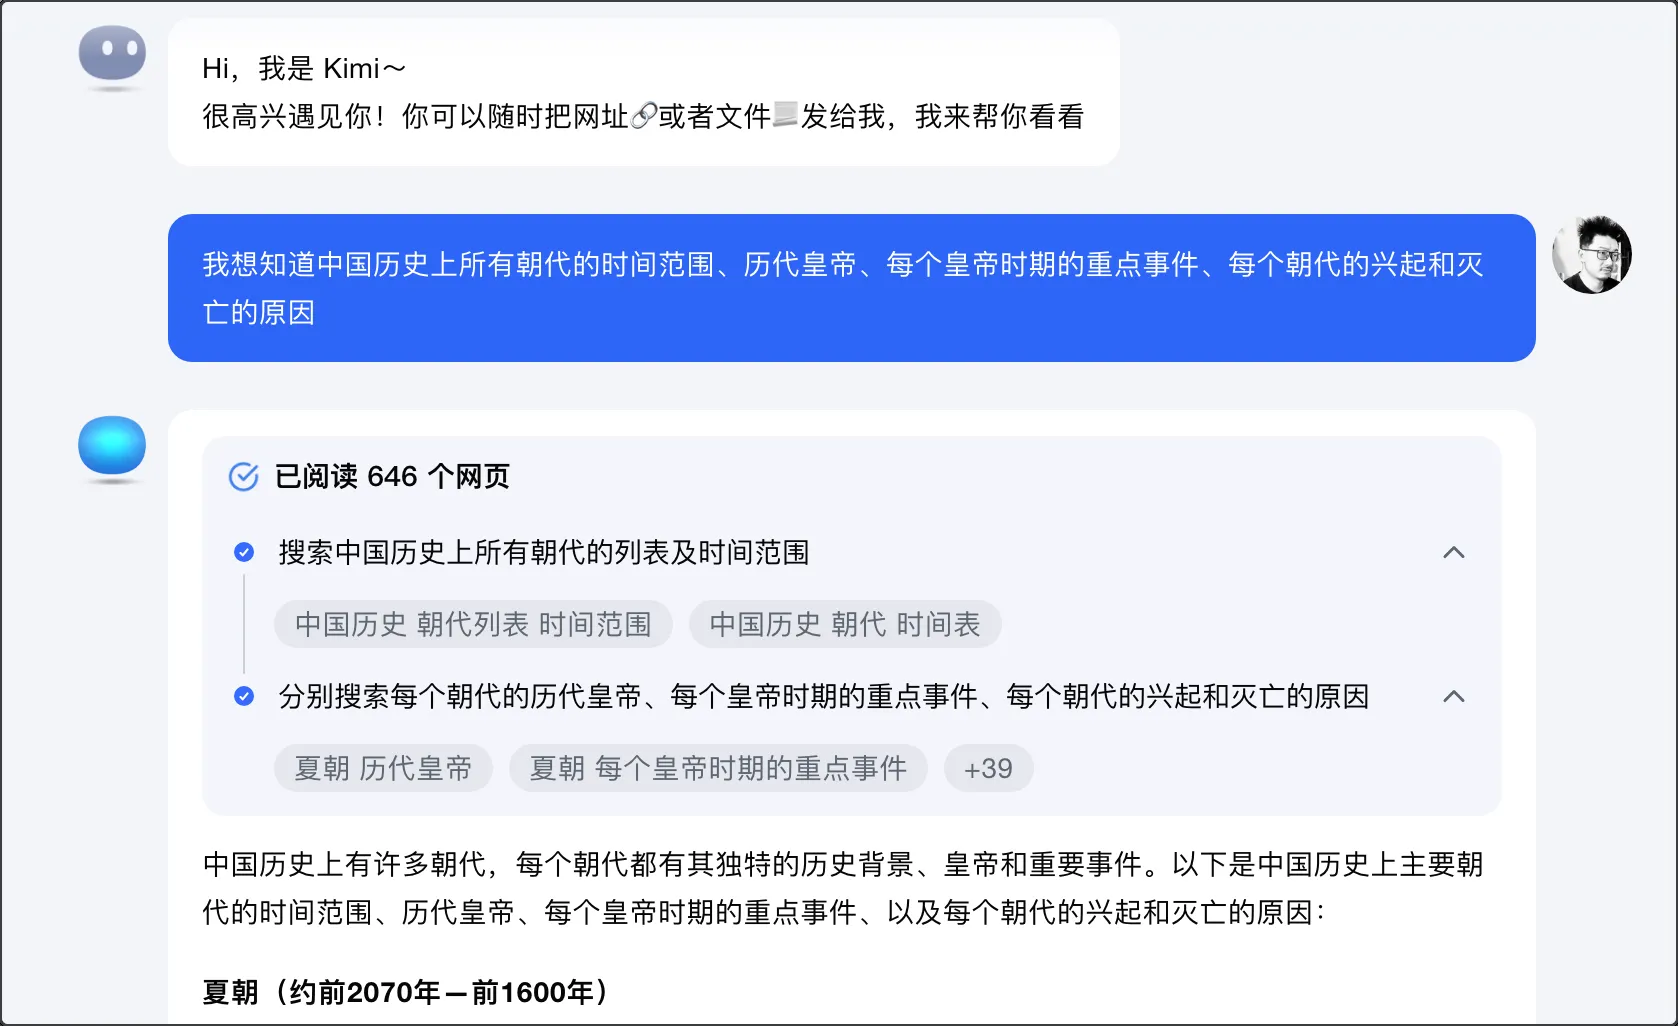 Hi，我是 Kimi～
很高兴遇见你！你可以随时把网址🔗或者文件📃发给我，我来帮你看看
我想知道中国历史上所有朝代的时间范围、历代皇帝、每个皇帝时期的重点事件、每个朝代的兴起和灭
亡的原因
已阅读 646 个网页
搜索中国历史上所有朝代的列表及时间范围
中国历史 朝代列表 时间范围 中国历史 朝代 时间表
分别搜索每个朝代的历代皇帝、每个皇帝时期的重点事件、每个朝代的兴起和灭亡的原因
夏朝 历代皇帝 夏朝 每个皇帝时期的重点事件 +39
中国历史上有许多朝代，每个朝代都有其独特的历史背景、皇帝和重要事件。以下是中国历史上主要朝
代的时间范围、历代皇帝、每个皇帝时期的重点事件、以及每个朝代的兴起和灭亡的原因：
夏朝（约前2070年—前1600年）